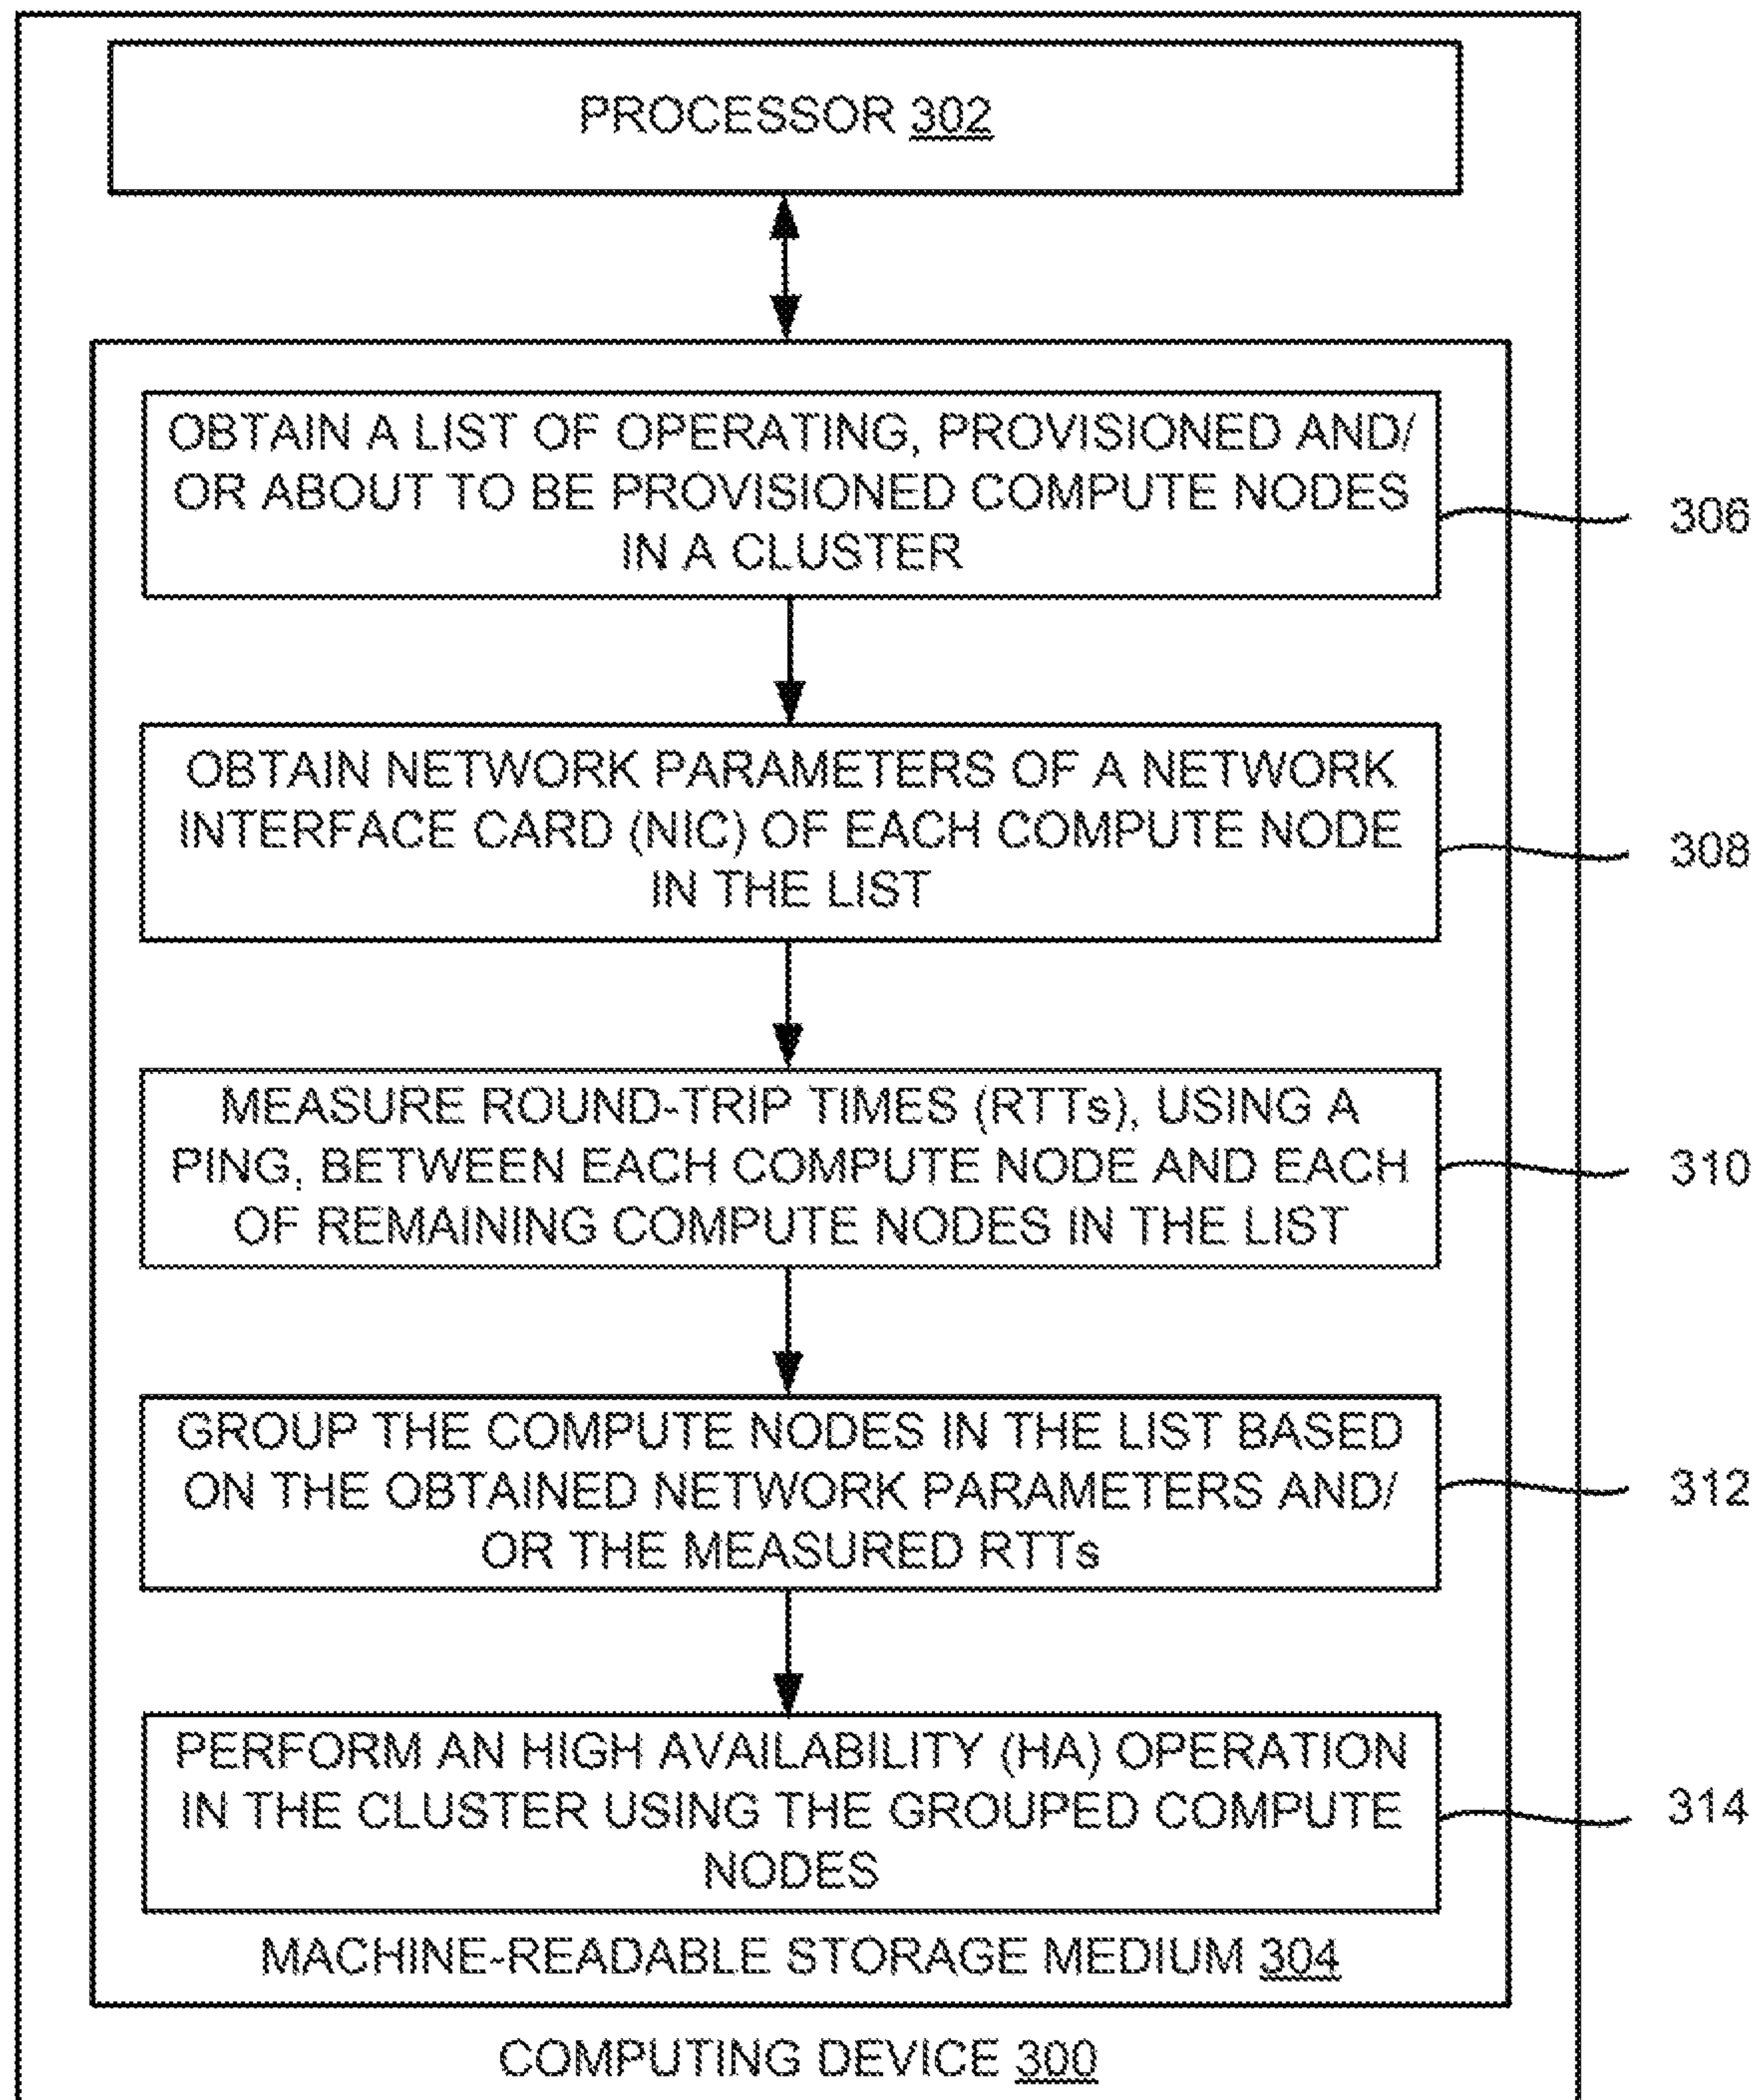 PROCESSOR 302
OBTAIN A LIST OF OPERATING, PROVISIONED AND/
OR ABOUT TO BE PROVISIONED COMPUTE NODES
IN A CLUSTER
306
OBTAIN NETWORK PARAMETERS OF A NETWORK
INTERFACE CARD (NIC) OF EACH COMPUTE NODE
IN THE LIST
308
MEASURE ROUND-TRIP TIMES (RTTs), USING A
PING, BETWEEN EACH COMPUTE NODE AND EACH
OF REMAINING COMPUTE NODES IN THE LIST
310
GROUP THE COMPUTE NODES IN THE LIST BASED
ON THE OBTAINED NETWORK PARAMETERS AND/
OR THE MEASURED RTTs
312
PERFORM AN HIGH AVAILABILITY (HA) OPERATION
IN THE CLUSTER USING THE GROUPED COMPUTE
NODES
314
MACHINE-READABLE STORAGE MEDIUM 304
COMPUTING DEVICE 300